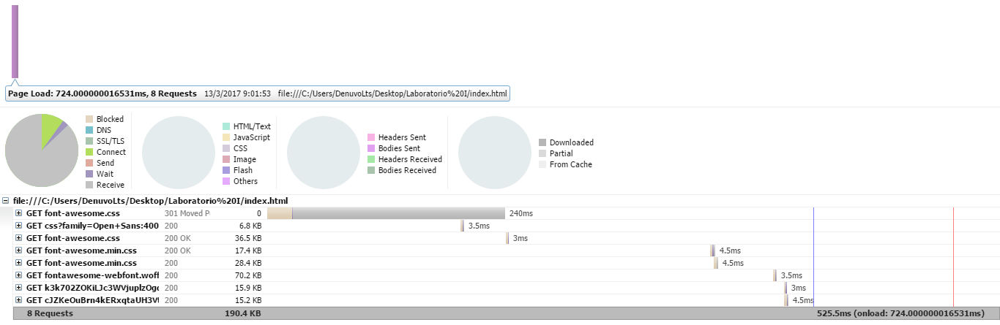 Page Load: 724.000000016531ms, 8 Requests 13/3/2017 9:01:53 file:///C:/Users/DenuvoLts/Desktop/Laboratorio%20I/index.html
Blocked
DNS
SSL/TLS
Connect
Send
Wait
Receive
HTML/Text
JavaScript
CSS
Image
Flash
Others
Headers Sent
Bodies Sent
Headers Received
Bodies Received
Downloaded
Partial
From Cache
file:///C:/Users/DenuvoLts/Desktop/Laboratorio%20I/index.html
GET font-awesome.css 301 Moved Pe 0 240ms
GET css?family=Open+Sans:400 200 6.8 KB 3.5ms
GET font-awesome.css 200 OK 36.5 KB 3ms
GET font-awesome.min.css 200 OK 17.4 KB 4.5ms
GET font-awesome.min.css 200 28.4 KB 4.5ms
GET fontawesome-webfont.woff 200 70.2 KB 3.5ms
GET k3k702ZOKiLJc3WVjuplzOgd 200 15.9 KB 3ms
GET cJZKeOuBrn4kERxqtaUH3Vt 200 15.2 KB 4.5ms
8 Requests 190.4 KB 525.5ms (onload: 724.000000016531ms)